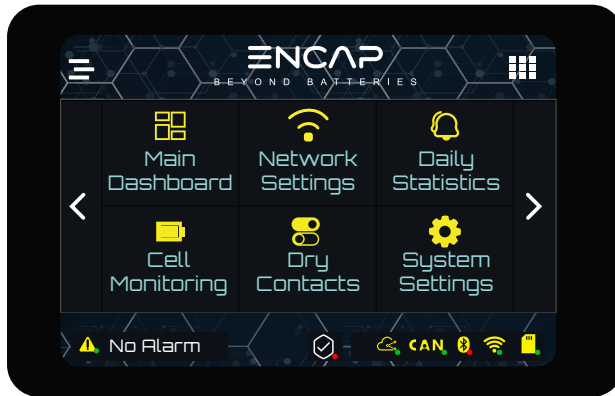 ENCAP
BEYOND BATTERIES
Main
Dashboard
Network
Settings
Daily
Statistics
Cell
Monitoring
Dry
Contacts
System
Settings
No Alarm
CAN